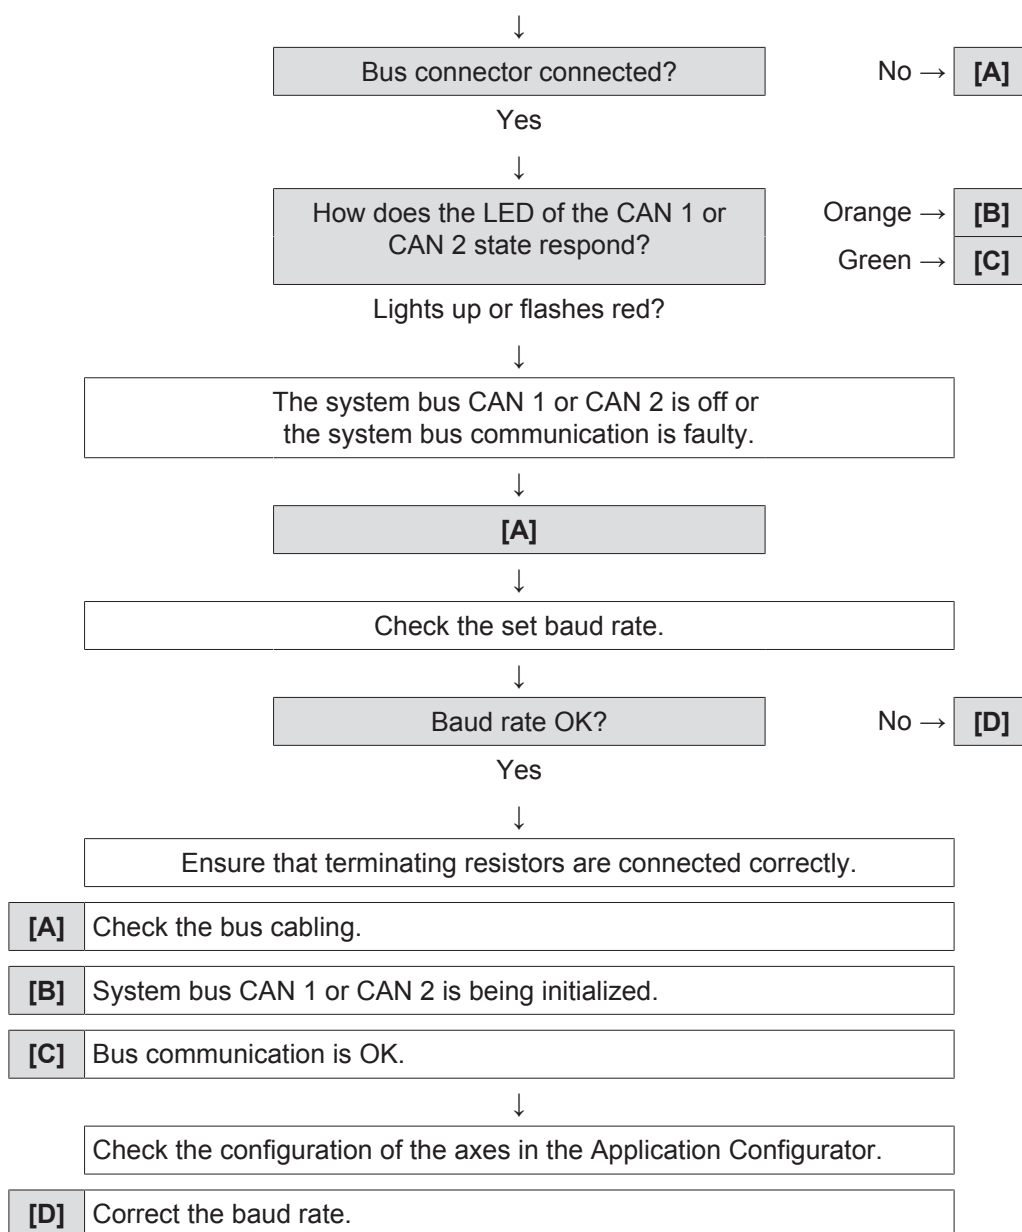 ↓
Bus connector connected? No → [A]
Yes
↓
How does the LED of the CAN 1 or Orange → [B]
CAN 2 state respond? Green → [C]
Lights up or flashes red?
↓
The system bus CAN 1 or CAN 2 is off or
the system bus communication is faulty.
↓
[A]
↓
Check the set baud rate.
↓
Baud rate OK? No → [D]
Yes
↓
Ensure that terminating resistors are connected correctly.
[A] Check the bus cabling.
[B] System bus CAN 1 or CAN 2 is being initialized.
[C] Bus communication is OK.
↓
Check the configuration of the axes in the Application Configurator.
[D] Correct the baud rate.